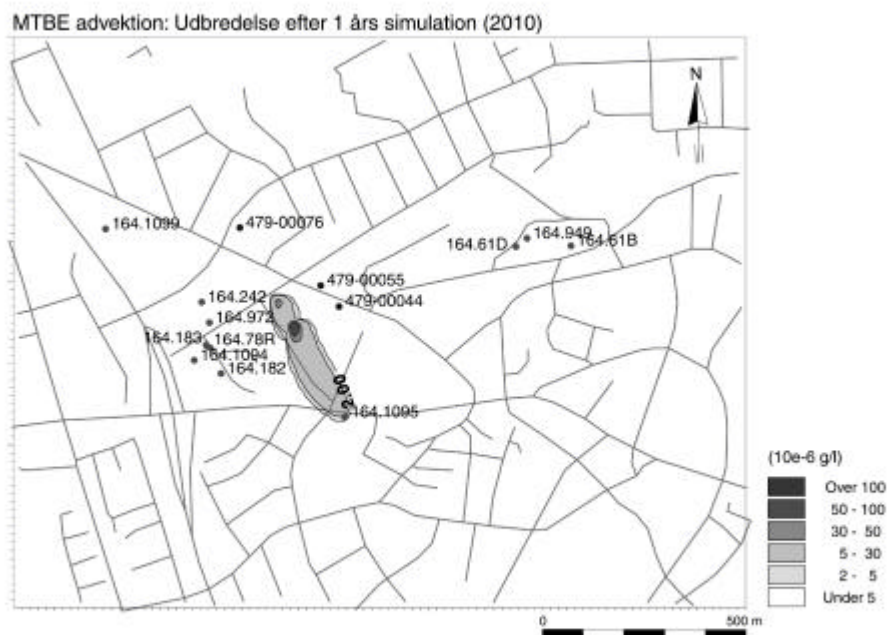 MTBE advektion: Udbredelse efter 1 års simulation (2010)
N
164.1099
479-00076
164.949
164.61D
164.61B
479-00055
164.242
479-00044
164.972
164.183
164.78R
164.1094
164.182
2.00
164.1095
(10e-6 g/l)
Over 100
50 - 100
30 - 50
5 - 30
2 - 5
Under 5
0
500 m